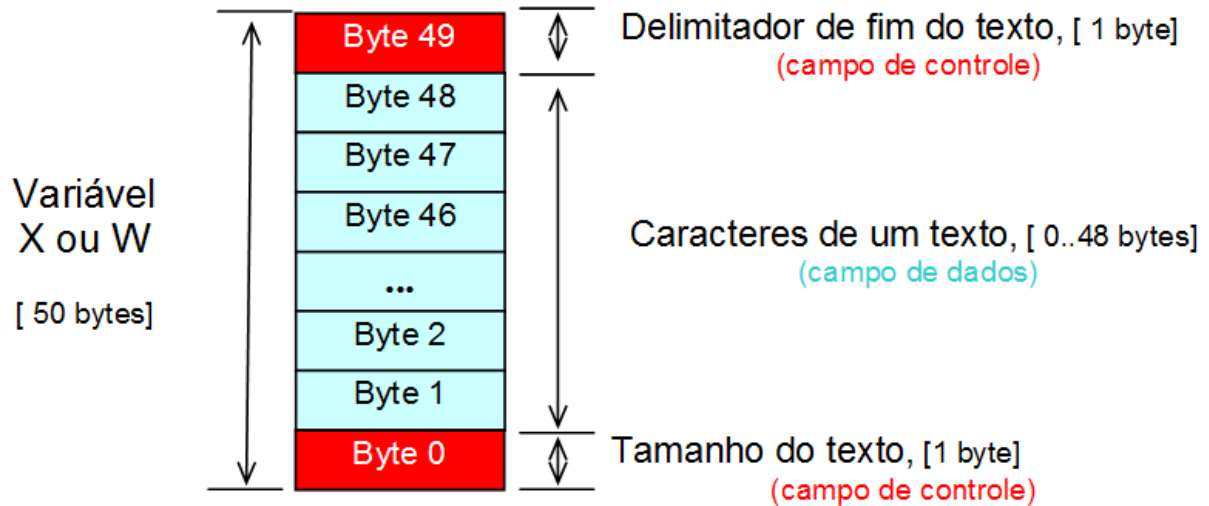 Variável
X ou W
[ 50 bytes]
Byte 49
Byte 48
Byte 47
Byte 46
...
Byte 2
Byte 1
Byte 0
Delimitador de fim do texto, [ 1 byte]
(campo de controle)
Caracteres de um texto, [ 0..48 bytes]
(campo de dados)
Tamanho do texto, [1 byte]
(campo de controle)